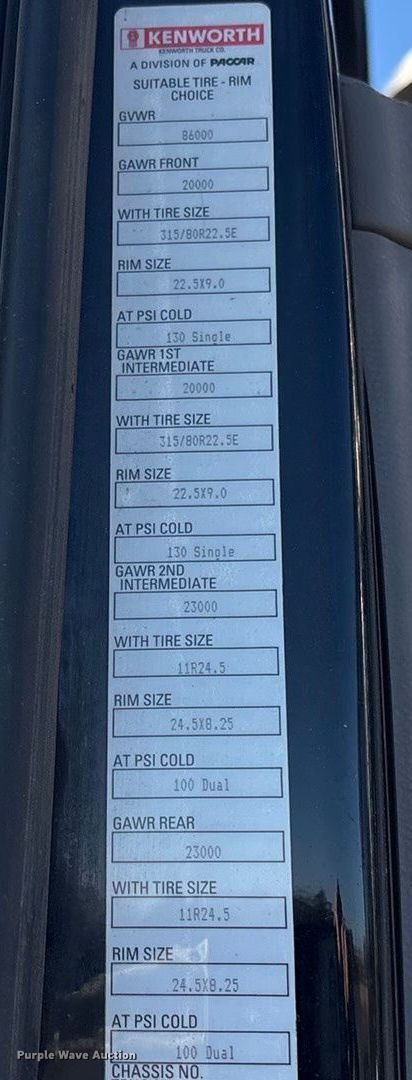 KENWORTH
KENWORTH TRUCK CO.
A DIVISION OF PACCAR
SUITABLE TIRE - RIM
CHOICE
GVWR
86000
GAWR FRONT
20000
WITH TIRE SIZE
315/80R22.5E
RIM SIZE
22.5X9.0
AT PSI COLD
130 Single
GAWR 1ST
INTERMEDIATE
20000
WITH TIRE SIZE
315/80R22.5E
RIM SIZE
22.5X9.0
AT PSI COLD
130 Single
GAWR 2ND
INTERMEDIATE
23000
WITH TIRE SIZE
11R24.5
RIM SIZE
24.5X8.25
AT PSI COLD
100 Dual
GAWR REAR
23000
WITH TIRE SIZE
11R24.5
RIM SIZE
24.5X8.25
AT PSI COLD
100 Dual
CHASSIS NO.
Purple Wave Auction